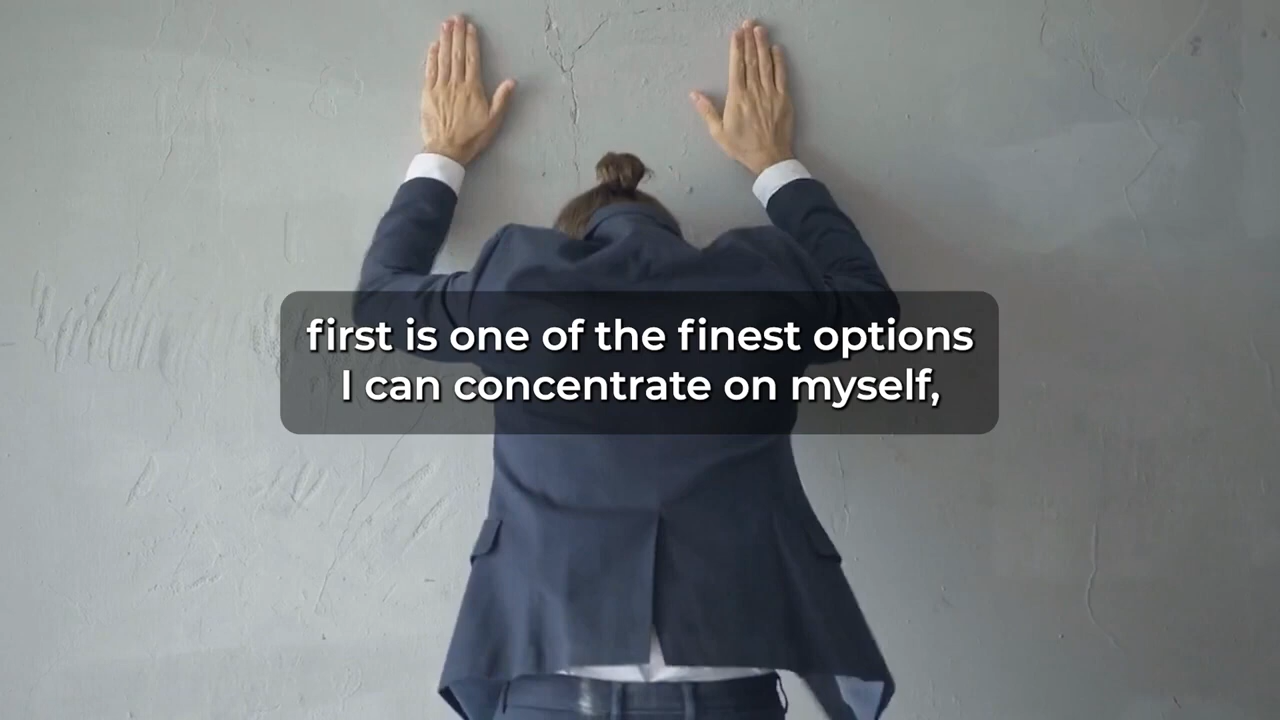 first is one of the finest options
I can concentrate on myself,